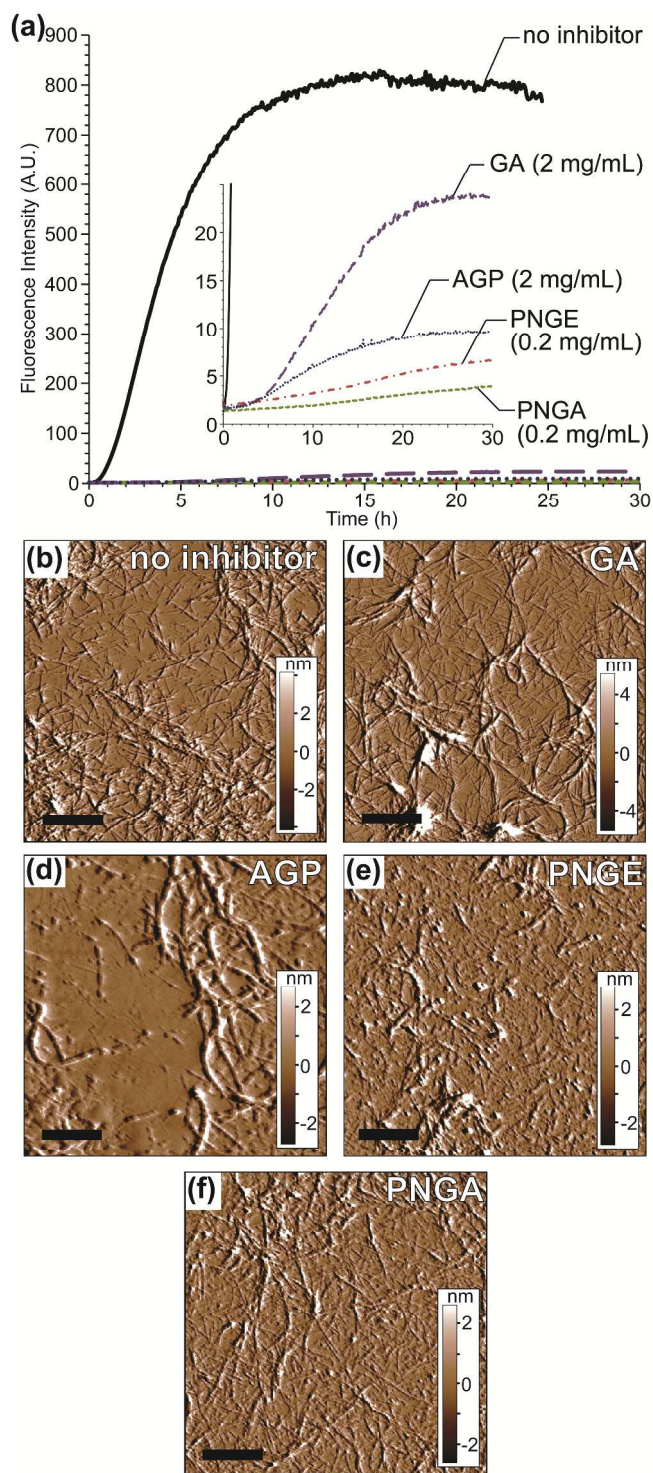 (a)
900
800
700
600
500
400
300
200
100
0
Fluorescence Intensity (A.U.)
0 5 10 15 20 25 30
Time (h)
no inhibitor
GA (2 mg/mL)
AGP (2 mg/mL)
PNGE
(0.2 mg/mL)
PNGA
(0.2 mg/mL)
20
15
10
5
0
0 10 20 30
(b) no inhibitor
nm
2
0
-2
(c) GA
nm
4
2
0
-2
-4
(d) AGP
nm
2
0
-2
(e) PNGE
nm
2
0
-2
(f) PNGA
nm
2
0
-2